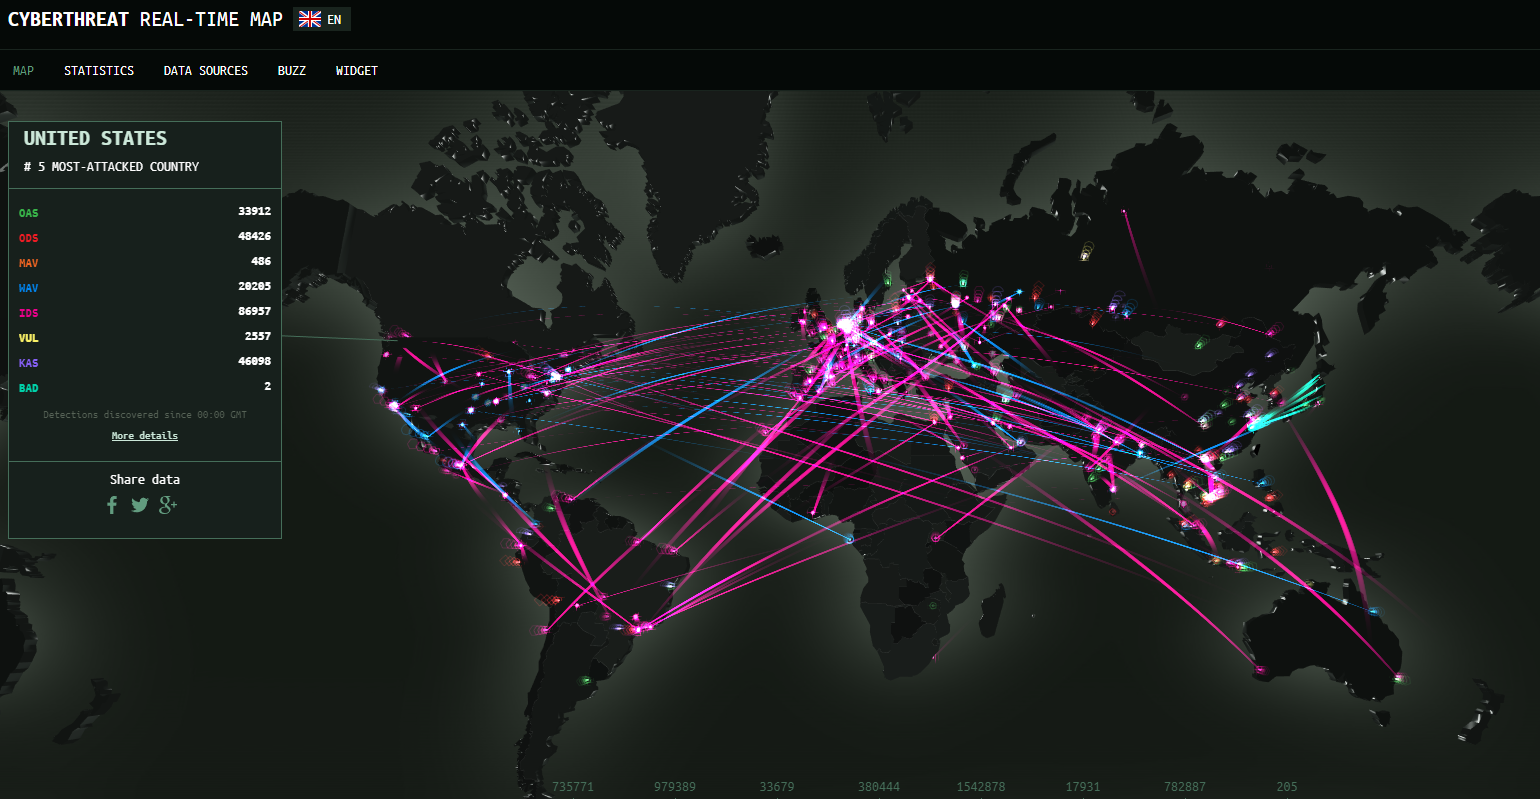 CYBERTHREAT REAL-TIME MAP EN
MAP STATISTICS DATA SOURCES BUZZ WIDGET
UNITED STATES
# 5 MOST-ATTACKED COUNTRY
OAS 33912
ODS 48426
MAV 486
WAV 20205
IDS 86957
VUL 2557
KAS 46098
BAD 2
Detections discovered since 00:00 GMT
More details
Share data
735771 979389 33679 380444 1542878 17931 782887 205